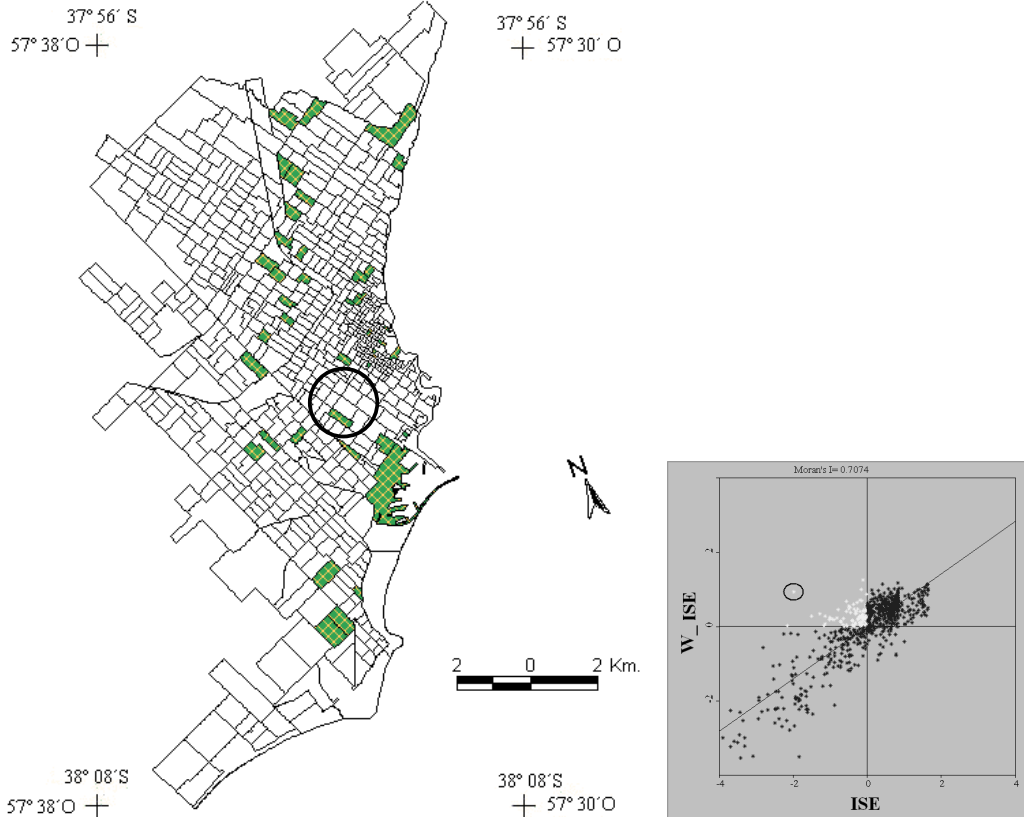 37° 56´ S
57° 38´O
37° 56´ S
57° 30´ O
N
2 0 2 Km.
38° 08´S
57° 38´O
38° 08´S
57° 30´O
Moran's I= 0.7074
2
0
-2
W_ISE
-4 -2 0 2 4
ISE